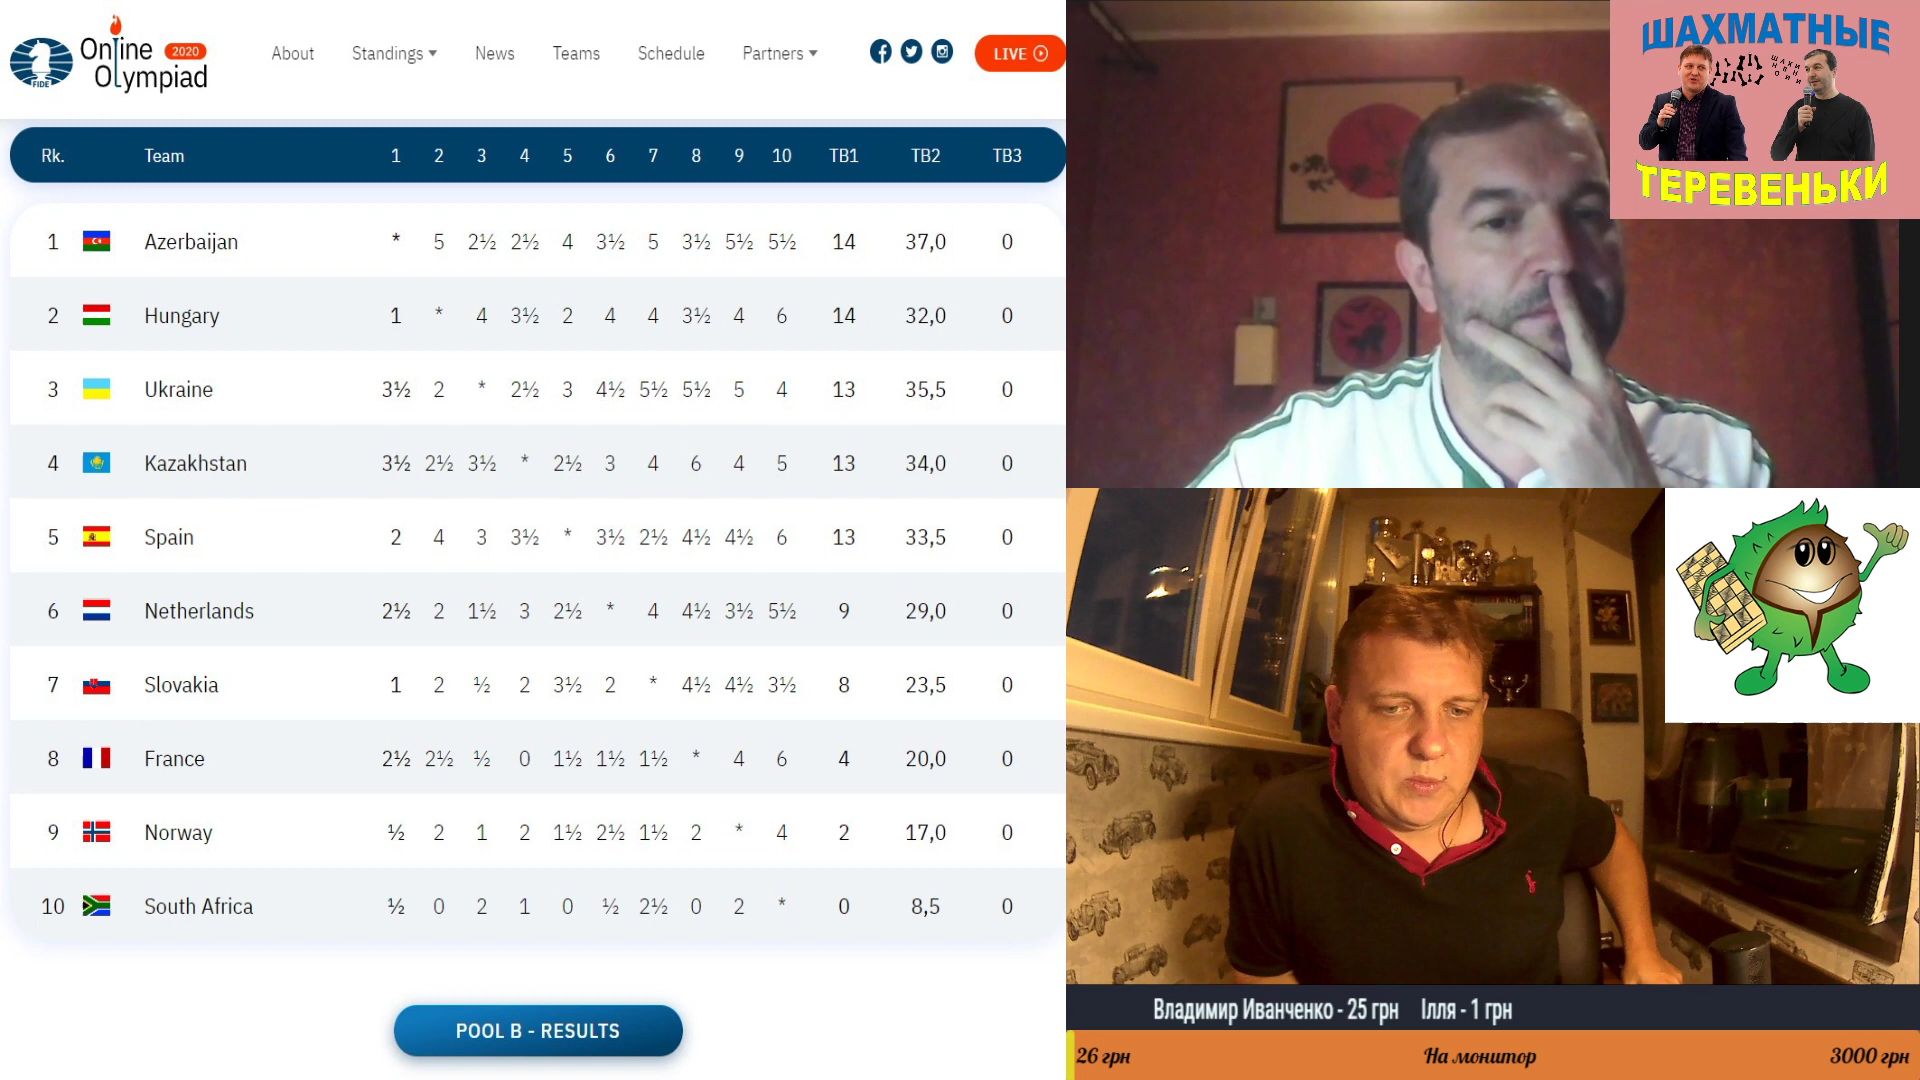 Online 2020
Olympiad
FIDE
About Standings News Teams Schedule Partners LIVE
Rk. Team 1 2 3 4 5 6 7 8 9 10 TB1 TB2 TB3
1 Azerbaijan * 5 2½ 2½ 4 3½ 5 3½ 5½ 5½ 14 37,0 0
2 Hungary 1 * 4 3½ 2 4 4 3½ 4 6 14 32,0 0
3 Ukraine 3½ 2 * 2½ 3 4½ 5½ 5½ 5 4 13 35,5 0
4 Kazakhstan 3½ 2½ 3½ * 2½ 3 4 6 4 5 13 34,0 0
5 Spain 2 4 3 3½ * 3½ 2½ 4½ 4½ 6 13 33,5 0
6 Netherlands 2½ 2 1½ 3 2½ * 4 4½ 3½ 5½ 9 29,0 0
7 Slovakia 1 2 ½ 2 3½ 2 * 4½ 4½ 3½ 8 23,5 0
8 France 2½ 2½ ½ 0 1½ 1½ 1½ * 4 6 4 20,0 0
9 Norway ½ 2 1 2 1½ 2½ 1½ 2 * 4 2 17,0 0
10 South Africa ½ 0 2 1 0 ½ 2½ 0 2 * 0 8,5 0
POOL B - RESULTS
ШАХМАТНЫЕ
ТЕРЕВЕНЬКИ
Владимир Иванченко - 25 грн Ілля - 1 грн
26 грн На монитор 3000 грн